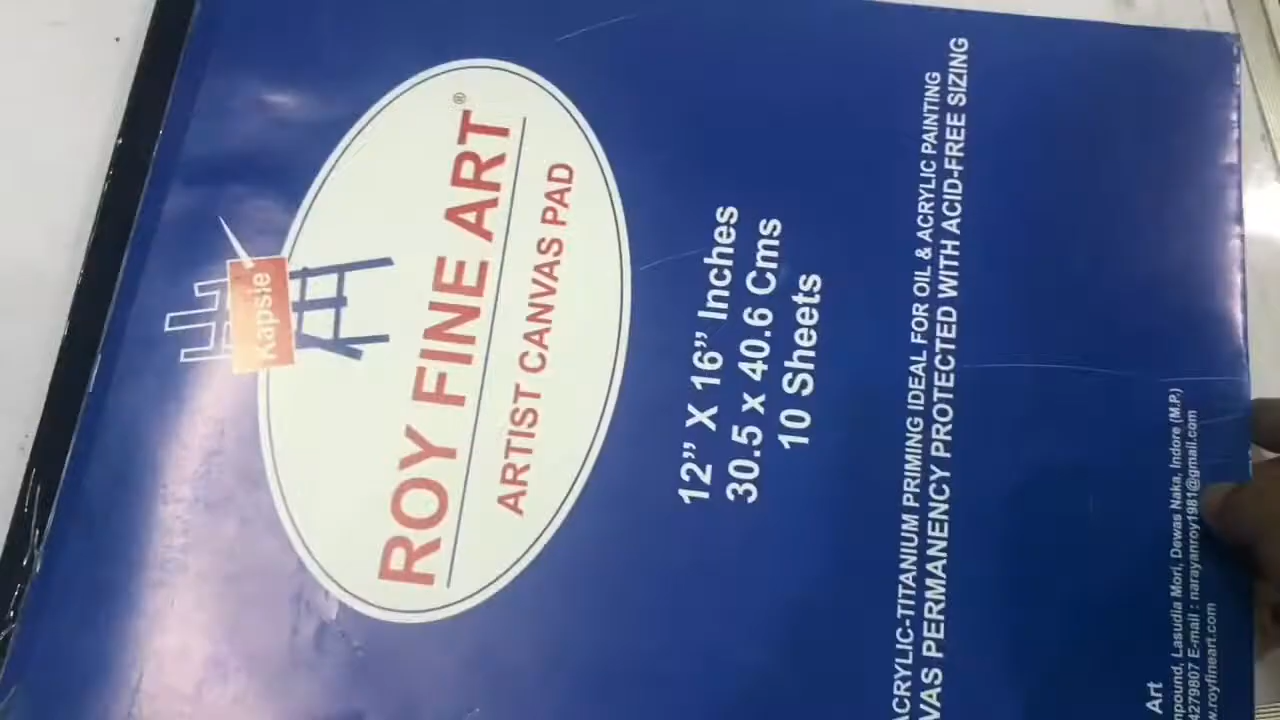 Kapsie
ROY FINE ART®
ARTIST CANVAS PAD
12” X 16” Inches
30.5 x 40.6 Cms
10 Sheets
ACRYLIC-TITANIUM PRIMING IDEAL FOR OIL & ACRYLIC PAINTING
VAS PERMANENCY PROTECTED WITH ACID-FREE SIZING
Art
pound, Lasudia Mori, Dewas Naka, Indore (M.P.)
279807 E-mail : narayanroy1981@gmail.com
.royfineart.com